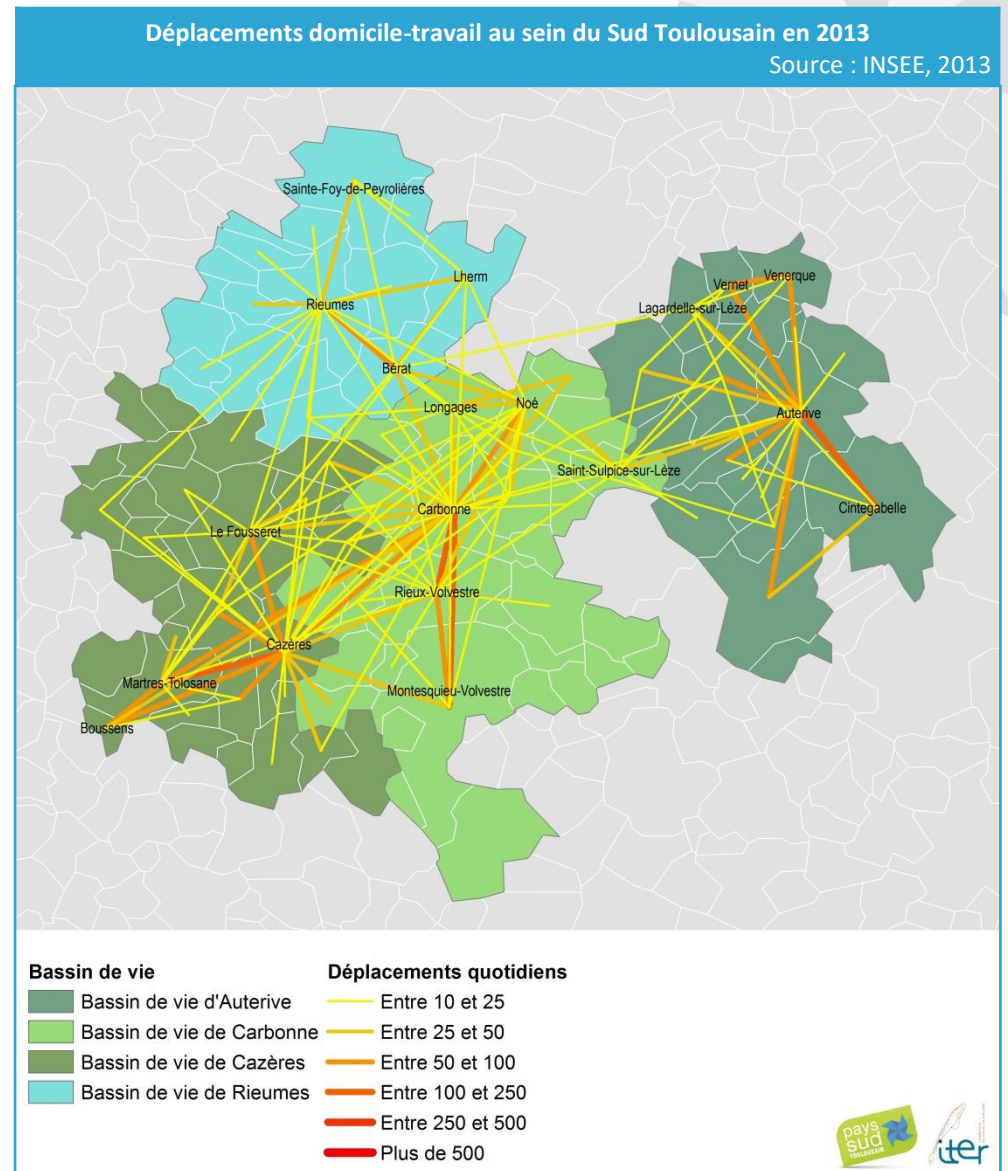 Déplacements domicile-travail au sein du Sud Toulousain en 2013
Source : INSEE, 2013
Sainte-Foy-de-Peyrolières
Lherm
Venerque
Vernet
Rieumes
Lagardelle-sur-Lèze
Bérat
Longages
Noé
Auterive
Saint-Sulpice-sur-Lèze
Carbonne
Cintegabelle
Le Fousseret
Rieux-Volvestre
Cazères
Martres-Tolosane
Montesquieu-Volvestre
Boussens
Bassin de vie
Bassin de vie d'Auterive
Bassin de vie de Carbonne
Bassin de vie de Cazères
Bassin de vie de Rieumes
Déplacements quotidiens
Entre 10 et 25
Entre 25 et 50
Entre 50 et 100
Entre 100 et 250
Entre 250 et 500
Plus de 500
pays
sud
TOULOUSAIN
iter